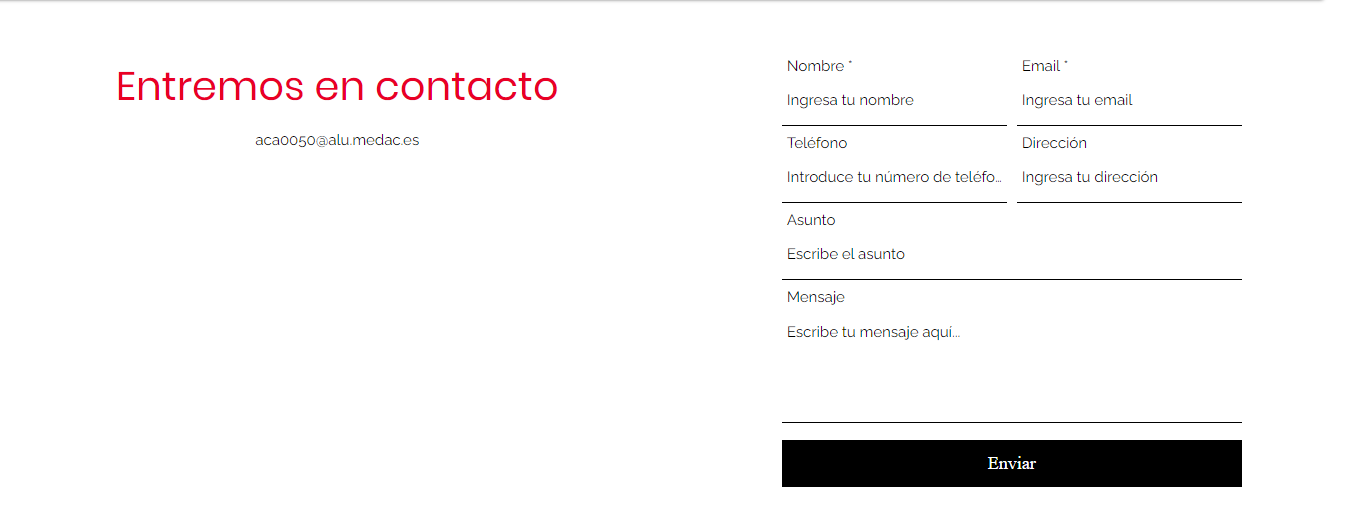 Entremos en contacto
aca0050@alu.medac.es
Nombre *
Email *
Ingresa tu nombre
Ingresa tu email
Teléfono
Dirección
Introduce tu número de teléfo...
Ingresa tu dirección
Asunto
Escribe el asunto
Mensaje
Escribe tu mensaje aquí...
Enviar